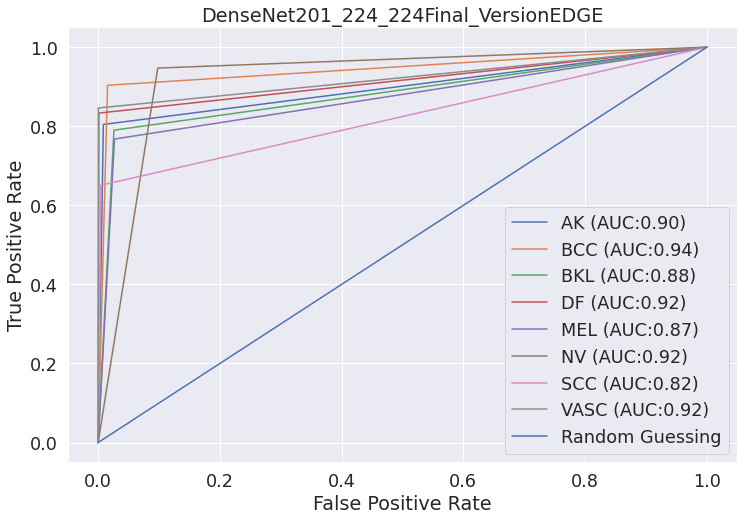 DenseNet201_224_224Final_VersionEDGE
True Positive Rate
1.0
0.8
0.6
0.4
0.2
0.0
AK (AUC:0.90)
BCC (AUC:0.94)
BKL (AUC:0.88)
DF (AUC:0.92)
MEL (AUC:0.87)
NV (AUC:0.92)
SCC (AUC:0.82)
VASC (AUC:0.92)
Random Guessing
0.0 0.2 0.4 0.6 0.8 1.0
False Positive Rate